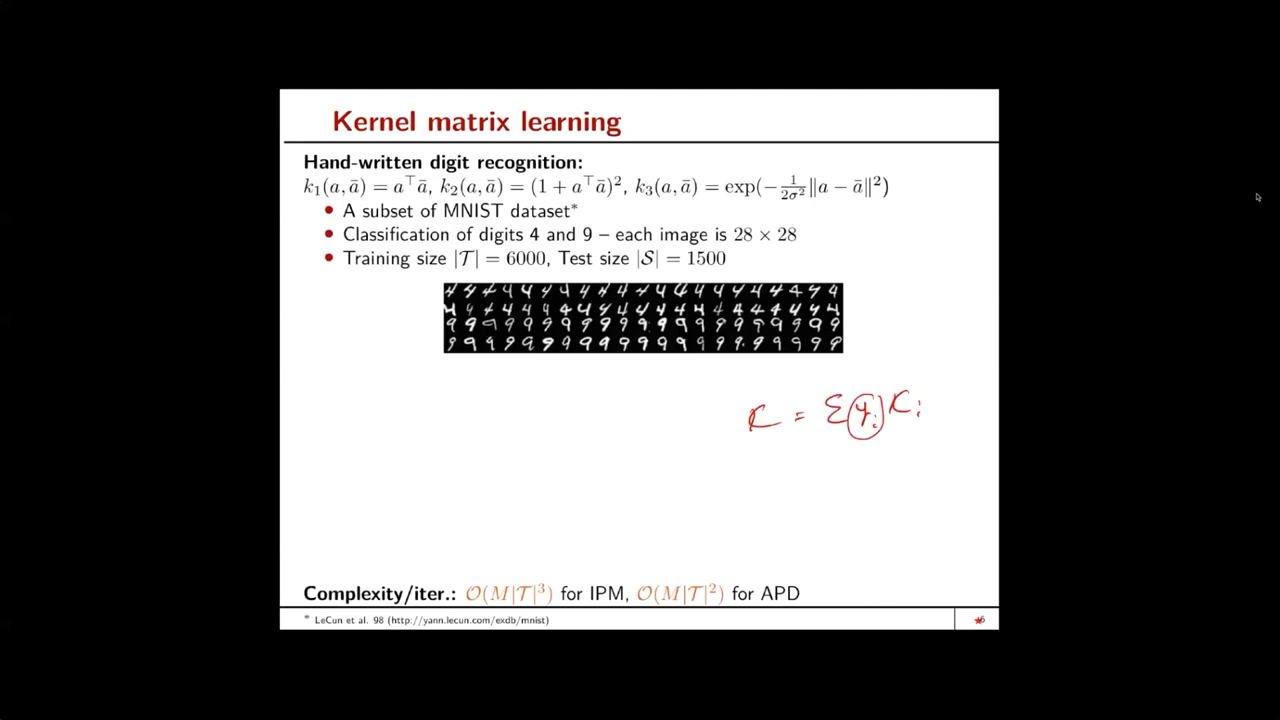 Kernel matrix learning
Hand-written digit recognition:
k₁(a, ā) = a⊤ā, k₂(a, ā) = (1 + a⊤ā)², k₃(a, ā) = exp(−1/2σ² ‖a − ā‖²)
• A subset of MNIST dataset*
• Classification of digits 4 and 9 – each image is 28 × 28
• Training size |𝒯| = 6000, Test size |𝒮| = 1500
K = Σ y_i K_i
Complexity/iter.: 𝒪(M|𝒯|³) for IPM, 𝒪(M|𝒯|²) for APD
* LeCun et al. 98 (http://yann.lecun.com/exdb/mnist)